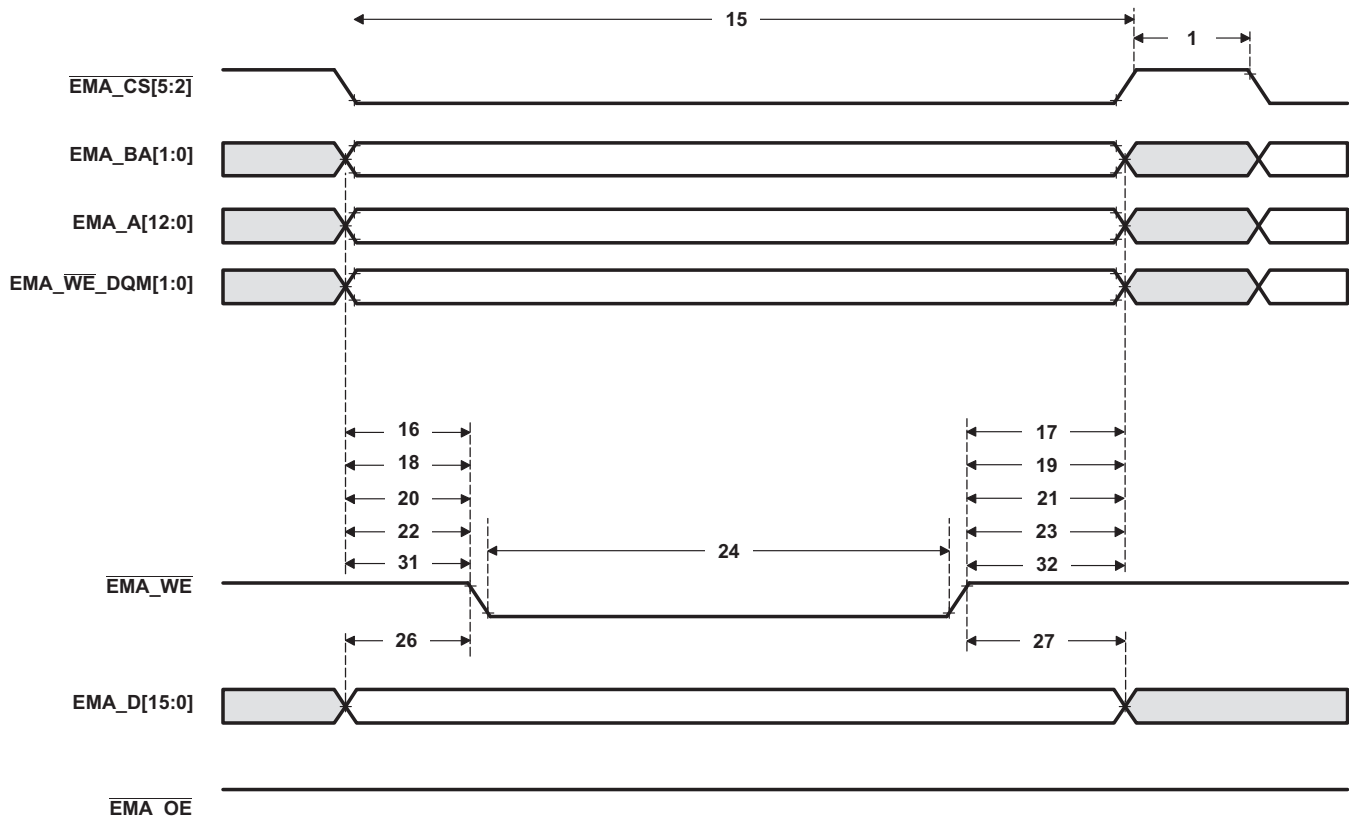 15
1
EMA_CS[5:2]
EMA_BA[1:0]
EMA_A[12:0]
EMA_WE_DQM[1:0]
16 17
18 19
20 21
22 23
24
31 32
EMA_WE
26 27
EMA_D[15:0]
EMA_OE